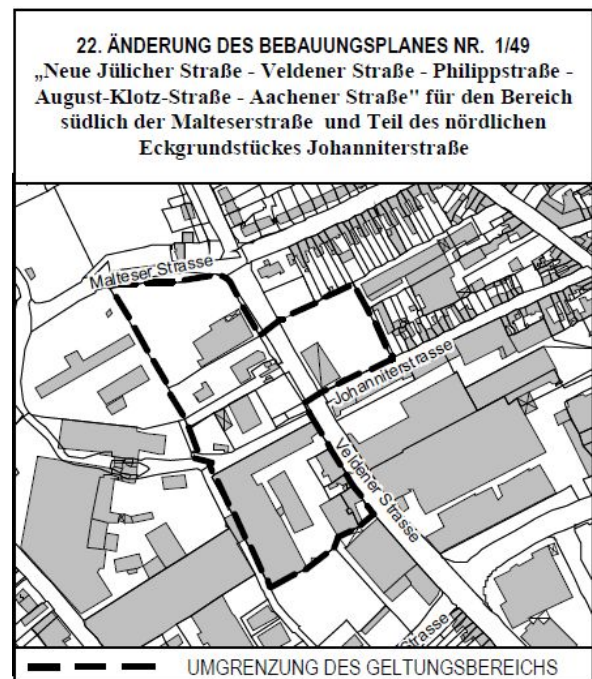 22. ÄNDERUNG DES BEBAUUNGSPLANES NR. 1/49
„Neue Jülicher Straße - Veldener Straße - Philippstraße -
August-Klotz-Straße - Aachener Straße" für den Bereich
südlich der Malteserstraße und Teil des nördlichen
Eckgrundstückes Johanniterstraße
Malteser Strasse
Johanniterstrasse
Veldener Strasse
Strasse
UMGRENZUNG DES GELTUNGSBEREICHS